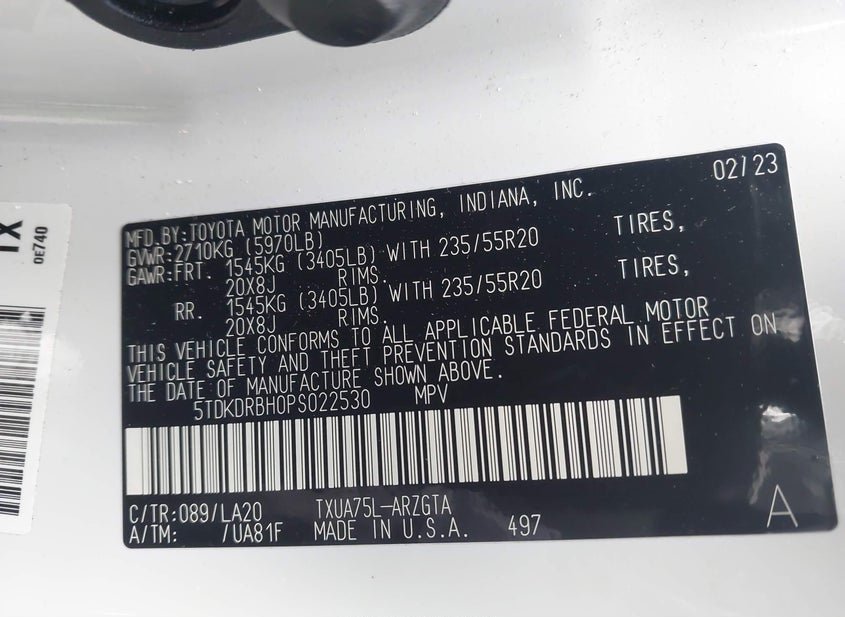 02/23
MFD.BY:TOYOTA MOTOR MANUFACTURING, INDIANA, INC.
GVWR:2710KG (5970LB)
GAWR:FRT. 1545KG (3405LB) WITH 235/55R20 TIRES,
20X8J RIMS.
RR. 1545KG (3405LB) WITH 235/55R20 TIRES,
20X8J RIMS.
THIS VEHICLE CONFORMS TO ALL APPLICABLE FEDERAL MOTOR
VEHICLE SAFETY AND THEFT PREVENTION STANDARDS IN EFFECT ON
THE DATE OF MANUFACTURE SHOWN ABOVE.
5TDKDRBH0PS022530 MPV
C/TR:089/LA20 TXUA75L-ARZGTA
A/TM: /UA81F MADE IN U.S.A. 497
A
0E740